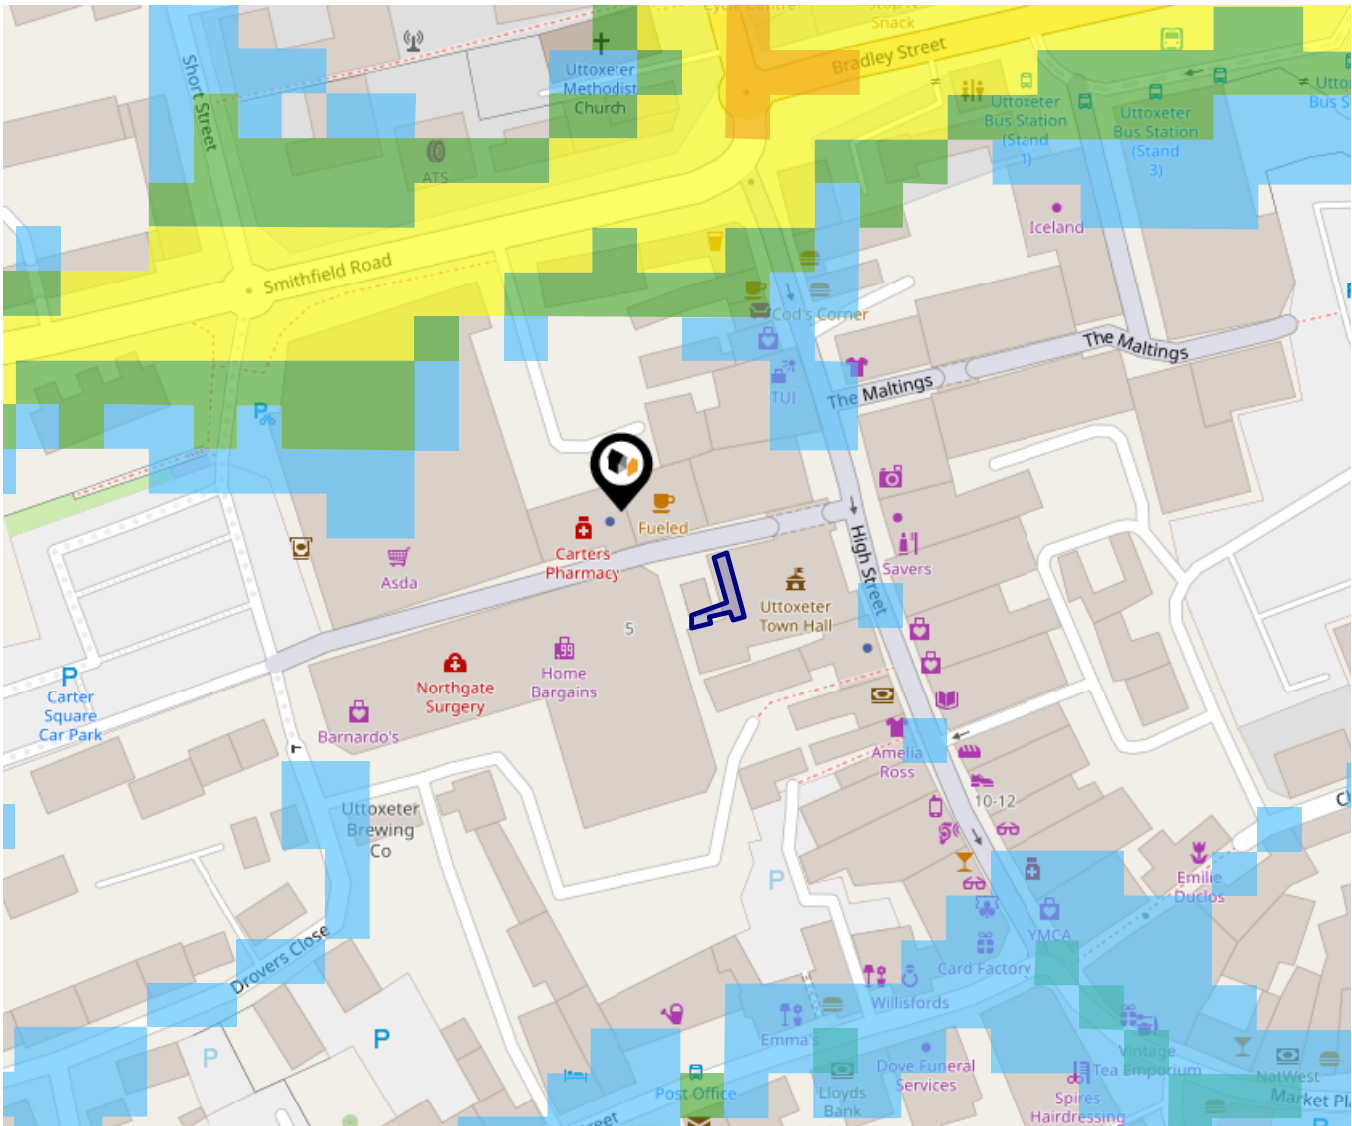 Snack
Bradley Street
Short Street
Uttoxeter
Methodist
Church
Uttoxeter
Bus Station
(Stand
1)
Uttoxeter
Bus Station
(Stand
3)
Bus S
ATS
Iceland
Smithfield Road
Cod's Corner
TUI
The Maltings
The Maltings
P
Fueled
Carters
Pharmacy
Asda
High Street
Savers
Uttoxeter
Town Hall
5
Northgate
Surgery
Home
Bargains
P
Carter
Square
Car Park
Barnardo's
Amelia
Ross
10-12
Uttoxeter
Brewing
Co
P
Emilie
Duclos
YMCA
Card Factory
Drovers Close
Willisfords
Emma's
P
P
Post Office
Lloyds
Bank
Dove Funeral
Services
Vintage
Tea Emporium
NatWest
Market Pla
Spires
Hairdressing
Street
P